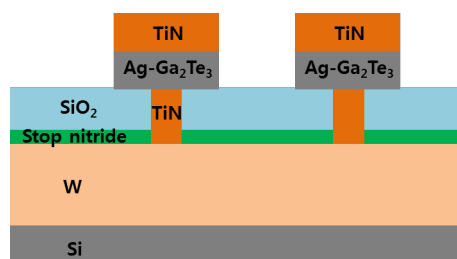 TiN TiN
Ag-Ga₂Te₃ Ag-Ga₂Te₃
SiO₂ TiN
Stop nitride
W
Si